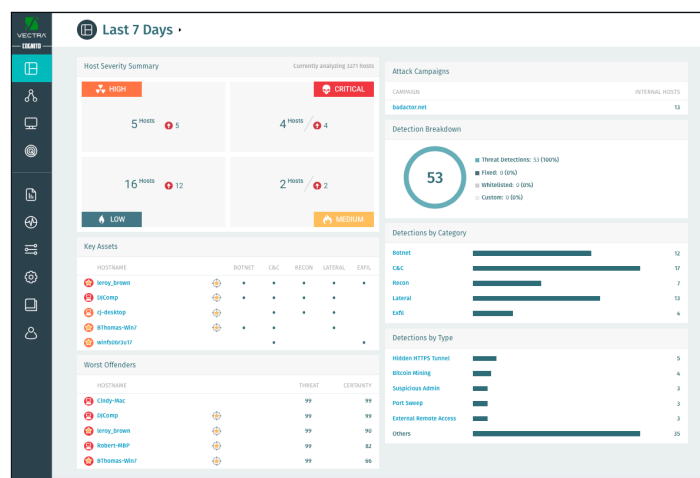 VECTRA
COGNITO
Last 7 Days
Host Severity Summary
Currently analyzing 3271 hosts
HIGH
CRITICAL
5 Hosts 5
4 Hosts 4
16 Hosts 12
2 Hosts 2
LOW
MEDIUM
Key Assets
HOSTNAME BOTNET C&C RECON LATERAL EXFIL
leroy_brown
DJComp
cj-desktop
BThomas-Win7
winfs00r3u17
Worst Offenders
HOSTNAME THREAT CERTAINTY
Cindy-Mac 99 99
DJComp 99 99
leroy_brown 99 90
Robert-MBP 99 82
BThomas-Win7 99 66
Attack Campaigns
CAMPAIGN INTERNAL HOSTS
badactor.net 13
Detection Breakdown
53
Threat Detections: 53 (100%)
Fixed: 0 (0%)
Whitelisted: 0 (0%)
Custom: 0 (0%)
Detections by Category
Botnet 12
C&C 17
Recon 7
Lateral 13
Exfil 4
Detections by Type
Hidden HTTPS Tunnel 5
Bitcoin Mining 4
Suspicious Admin 3
Port Sweep 3
External Remote Access 3
Others 35